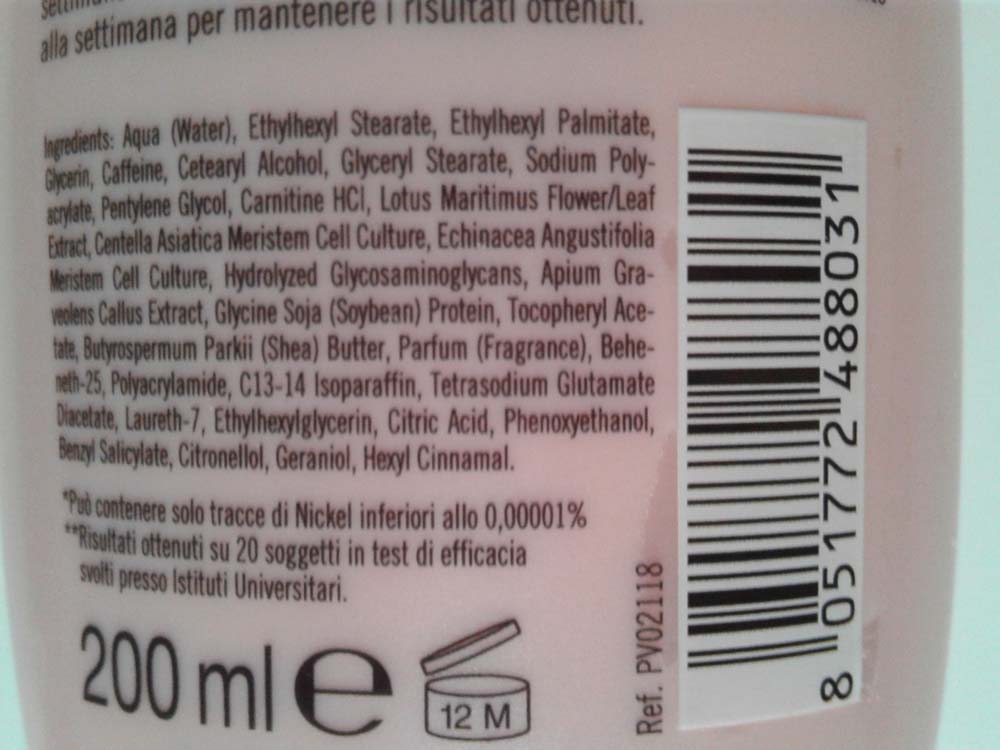 alla settimana per mantenere i risultati ottenuti.
Ingredients: Aqua (Water), Ethylhexyl Stearate, Ethylhexyl Palmitate,
Glycerin, Caffeine, Cetearyl Alcohol, Glyceryl Stearate, Sodium Poly-
acrylate, Pentylene Glycol, Carnitine HCl, Lotus Maritimus Flower/Leaf
Extract, Centella Asiatica Meristem Cell Culture, Echinacea Angustifolia
Meristem Cell Culture, Hydrolyzed Glycosaminoglycans, Apium Gra-
veolens Callus Extract, Glycine Soja (Soybean) Protein, Tocopheryl Ace-
tate, Butyrospermum Parkii (Shea) Butter, Parfum (Fragrance), Behe-
neth-25, Polyacrylamide, C13-14 Isoparaffin, Tetrasodium Glutamate
Diacetate, Laureth-7, Ethylhexylglycerin, Citric Acid, Phenoxyethanol,
Benzyl Salicylate, Citronellol, Geraniol, Hexyl Cinnamal.
*Può contenere solo tracce di Nickel inferiori allo 0,00001%
**Risultati ottenuti su 20 soggetti in test di efficacia
svolti presso Istituti Universitari.
200 ml e
12 M
Ref. PV02118
8 051772 488031